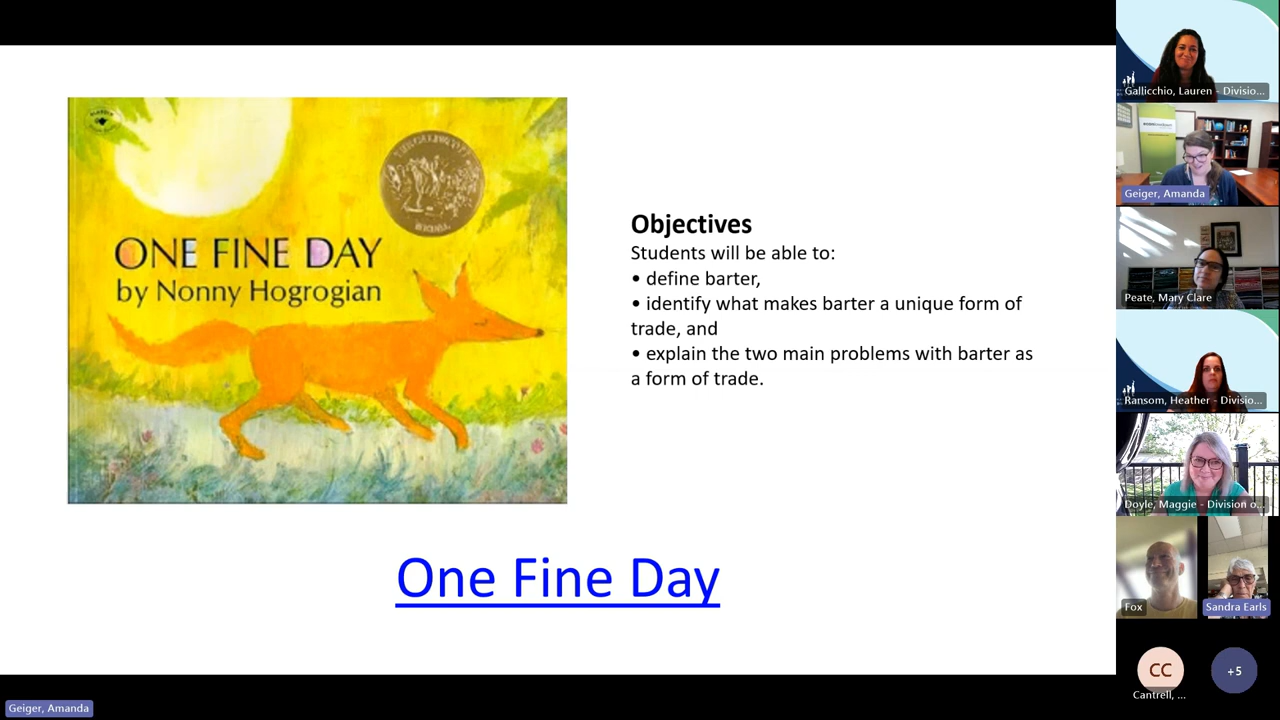 ONE FINE DAY
by Nonny Hogrogian
Objectives
Students will be able to:
• define barter,
• identify what makes barter a unique form of
trade, and
• explain the two main problems with barter as
a form of trade.
One Fine Day
Geiger, Amanda
Gallicchio, Lauren - Divisio...
Geiger, Amanda
Peate, Mary Clare
Ransom, Heather - Divisio...
Doyle, Maggie - Division o...
Fox
Sandra Earls
CC
Cantrell, ...
+5